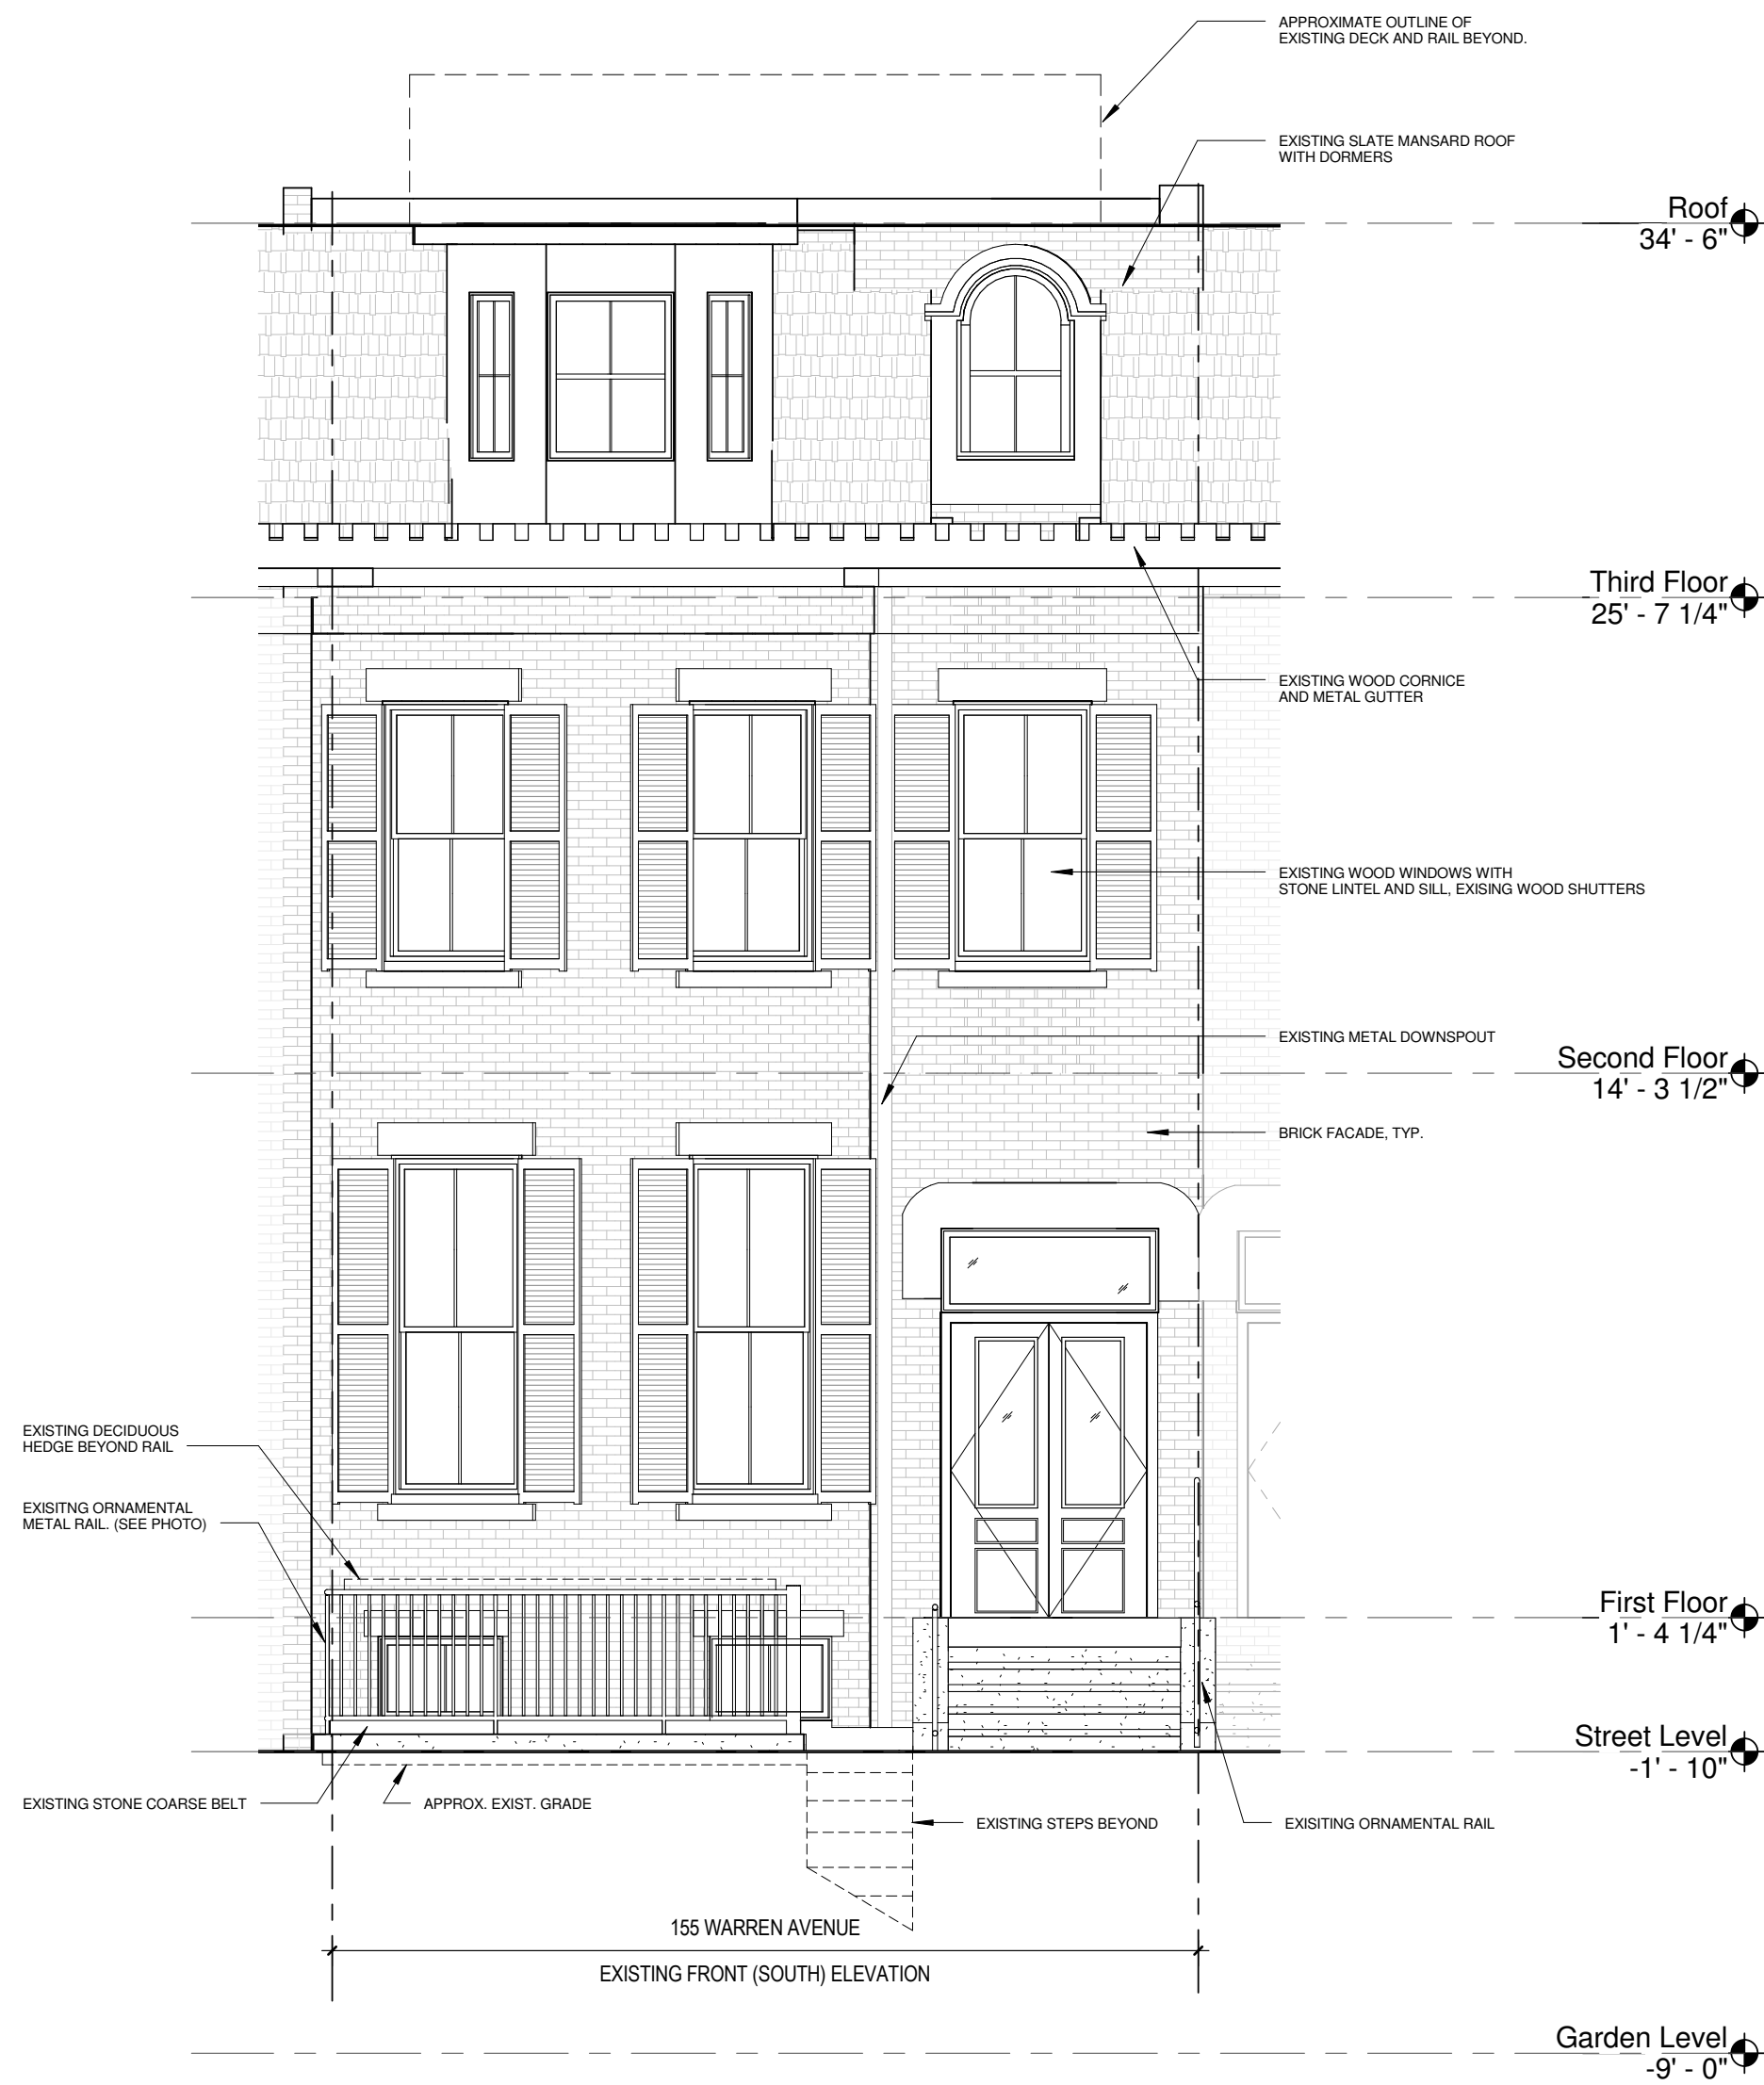 APPROXIMATE OUTLINE OF
EXISTING DECK AND RAIL BEYOND.
EXISTING SLATE MANSARD ROOF
WITH DORMERS
Roof
34' - 6"
Third Floor
25' - 7 1/4"
EXISTING WOOD CORNICE
AND METAL GUTTER
EXISTING WOOD WINDOWS WITH
STONE LINTEL AND SILL, EXISING WOOD SHUTTERS
EXISTING METAL DOWNSPOUT
Second Floor
14' - 3 1/2"
BRICK FACADE, TYP.
EXISTING DECIDUOUS
HEDGE BEYOND RAIL
EXISITNG ORNAMENTAL
METAL RAIL. (SEE PHOTO)
First Floor
1' - 4 1/4"
Street Level
-1' - 10"
EXISTING STONE COARSE BELT
APPROX. EXIST. GRADE
EXISTING STEPS BEYOND
EXISITING ORNAMENTAL RAIL
155 WARREN AVENUE
EXISTING FRONT (SOUTH) ELEVATION
Garden Level
-9' - 0"